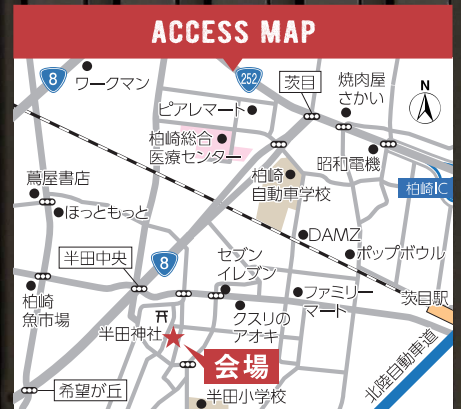 ACCESS MAP
8
ワークマン
252
茨目
焼肉屋
さかい
N
ピアレマート
柏崎総合
医療センター
昭和電機
柏崎
自動車学校
柏崎IC
蔦屋書店
ほっともっと
DAMZ
ポップボウル
半田中央
8
セブン
イレブン
ファミリー
マート
茨目駅
柏崎
魚市場
クスリの
アオキ
半田神社
会場
北陸自動車道
希望が丘
半田小学校